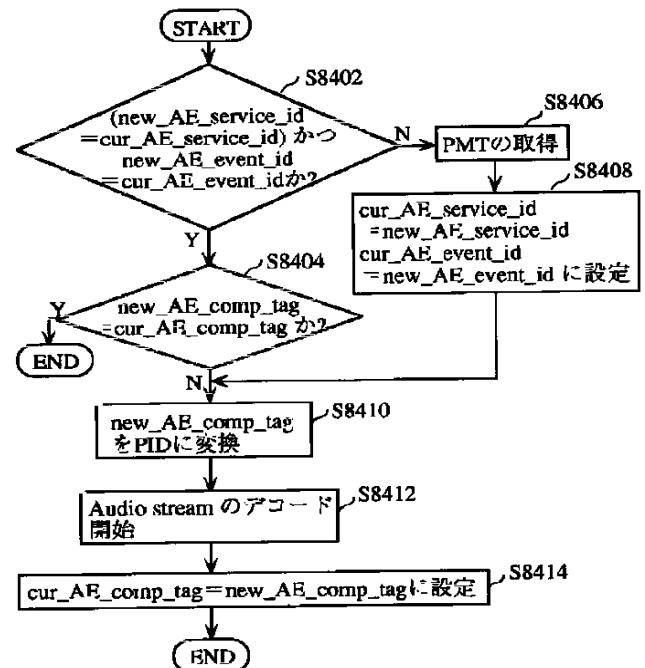 START
S8402
(new_AE_service_id
=cur_AE_service_id) かつ
new_AE_event_id
=cur_AE_event_idか?
N
S8406
PMTの取得
S8408
cur_AE_service_id
=new_AE_service_id
cur_AE_event_id
=new_AE_event_id に設定
Y
S8404
new_AE_comp_tag
=cur_AE_comp_tag か?
Y
END
N
S8410
new_AE_comp_tag
をPIDに変換
S8412
Audio stream のデコード
開始
S8414
cur_AE_comp_tag=new_AE_comp_tagに設定
END